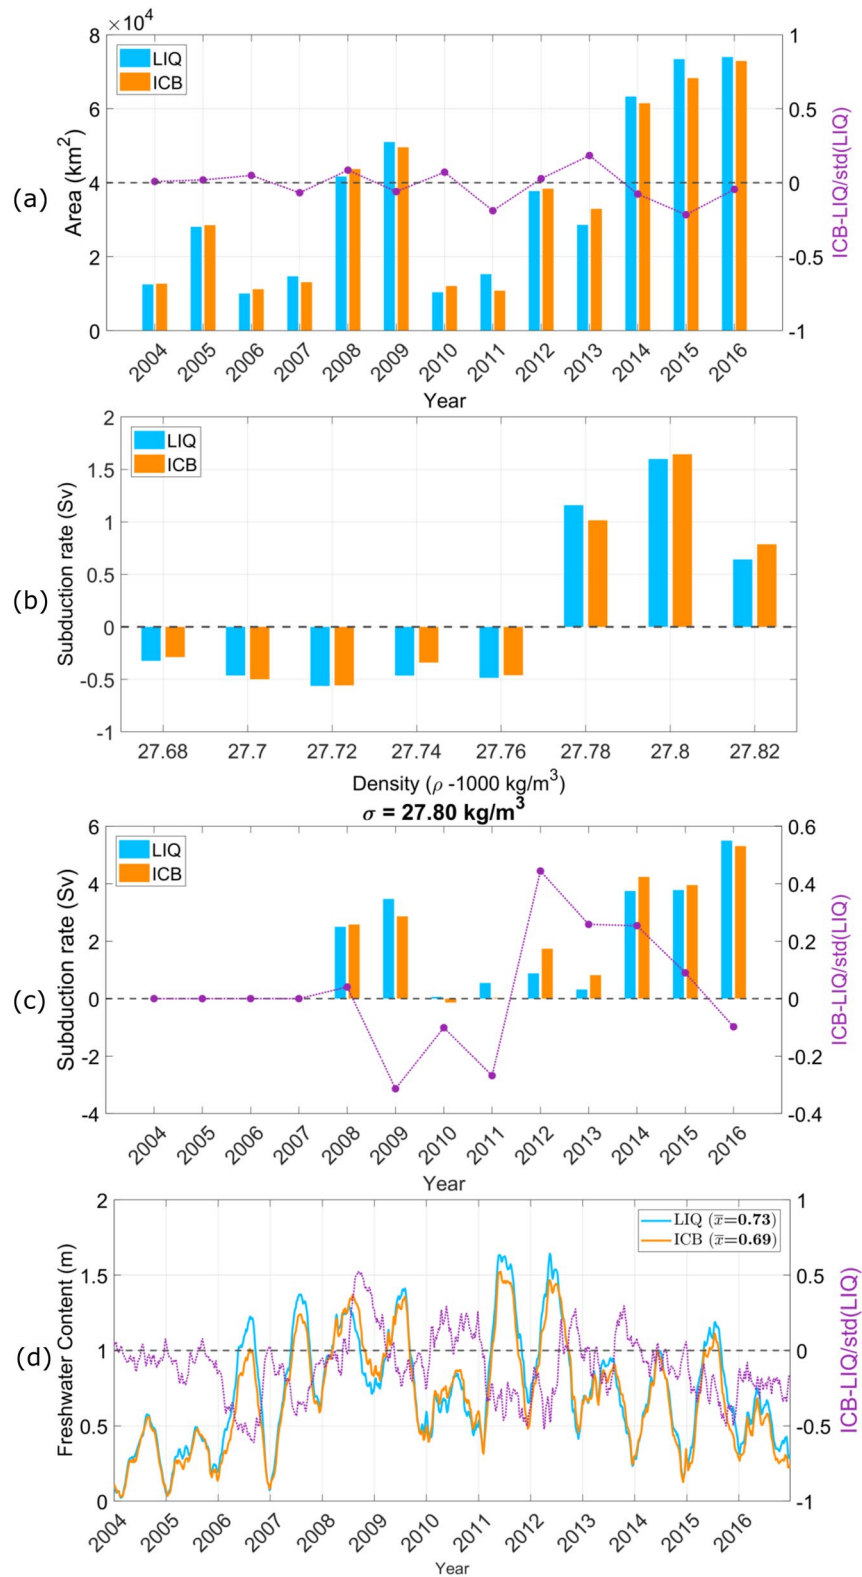 (a)
×10⁴
LIQ
ICB
8
6
4
2
0
Area (km²)
1
0.5
0
-0.5
-1
ICB-LIQ/std(LIQ)
2004 2005 2006 2007 2008 2009 2010 2011 2012 2013 2014 2015 2016
Year
(b)
LIQ
ICB
2
1.5
1
0.5
0
-0.5
-1
Subduction rate (Sv)
27.68 27.7 27.72 27.74 27.76 27.78 27.8 27.82
Density (ρ -1000 kg/m³)
(c)
σ = 27.80 kg/m³
LIQ
ICB
6
4
2
0
-2
-4
Subduction rate (Sv)
0.6
0.4
0.2
0
-0.2
-0.4
ICB-LIQ/std(LIQ)
2004 2005 2006 2007 2008 2009 2010 2011 2012 2013 2014 2015 2016
Year
(d)
LIQ (x̅=0.73)
ICB (x̅=0.69)
2
1.5
1
0.5
0
Freshwater Content (m)
1
0.5
0
-0.5
-1
ICB-LIQ/std(LIQ)
2004 2005 2006 2007 2008 2009 2010 2011 2012 2013 2014 2015 2016
Year